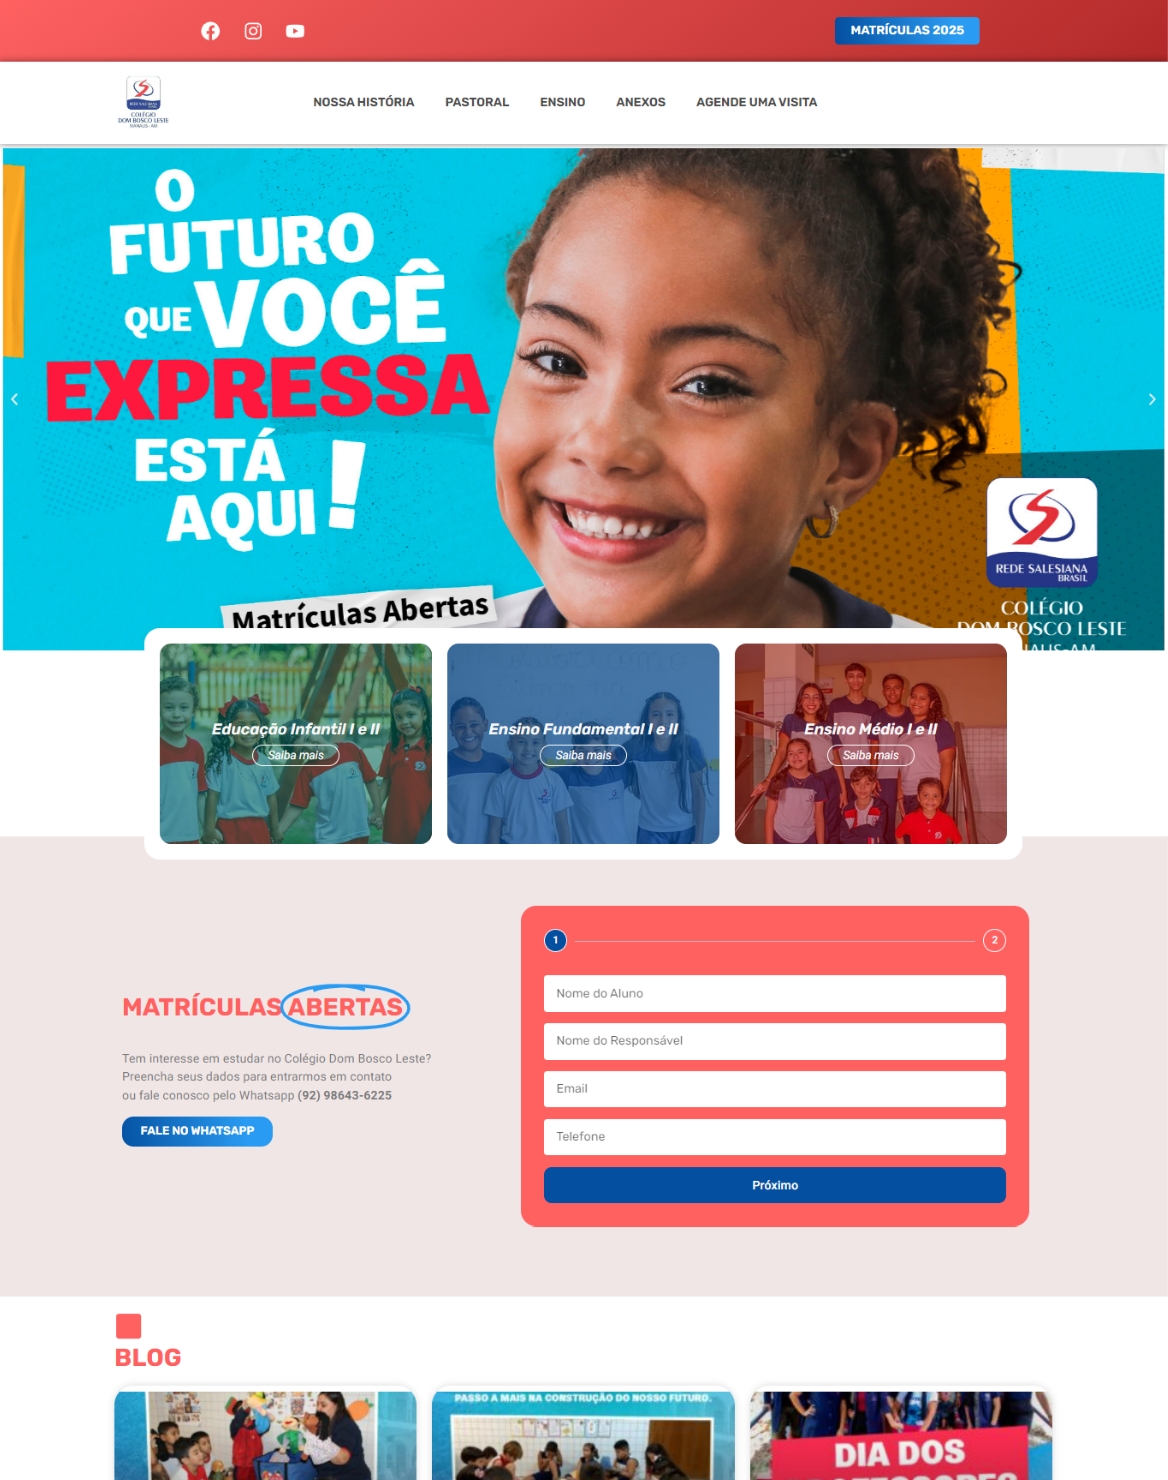 MATRÍCULAS 2025
REDE SALESIANA
BRASIL
COLÉGIO
DOM BOSCO LESTE
MANAUS - AM
NOSSA HISTÓRIA
PASTORAL
ENSINO
ANEXOS
AGENDE UMA VISITA
O
FUTURO
QUE VOCÊ
EXPRESSA
ESTÁ
AQUI!
Matrículas Abertas
REDE SALESIANA
BRASIL
COLÉGIO
DOM BOSCO LESTE
MANAUS-AM
Educação Infantil I e II
Saiba mais
Ensino Fundamental I e II
Saiba mais
Ensino Médio I e II
Saiba mais
MATRÍCULAS ABERTAS
Tem interesse em estudar no Colégio Dom Bosco Leste?
Preencha seus dados para entrarmos em contato
ou fale conosco pelo Whatsapp (92) 98643-6225
FALE NO WHATSAPP
1
2
Nome do Aluno
Nome do Responsável
Email
Telefone
Próximo
BLOG
PASSO A MAIS NA CONSTRUÇÃO DO NOSSO FUTURO.
DIA DOS